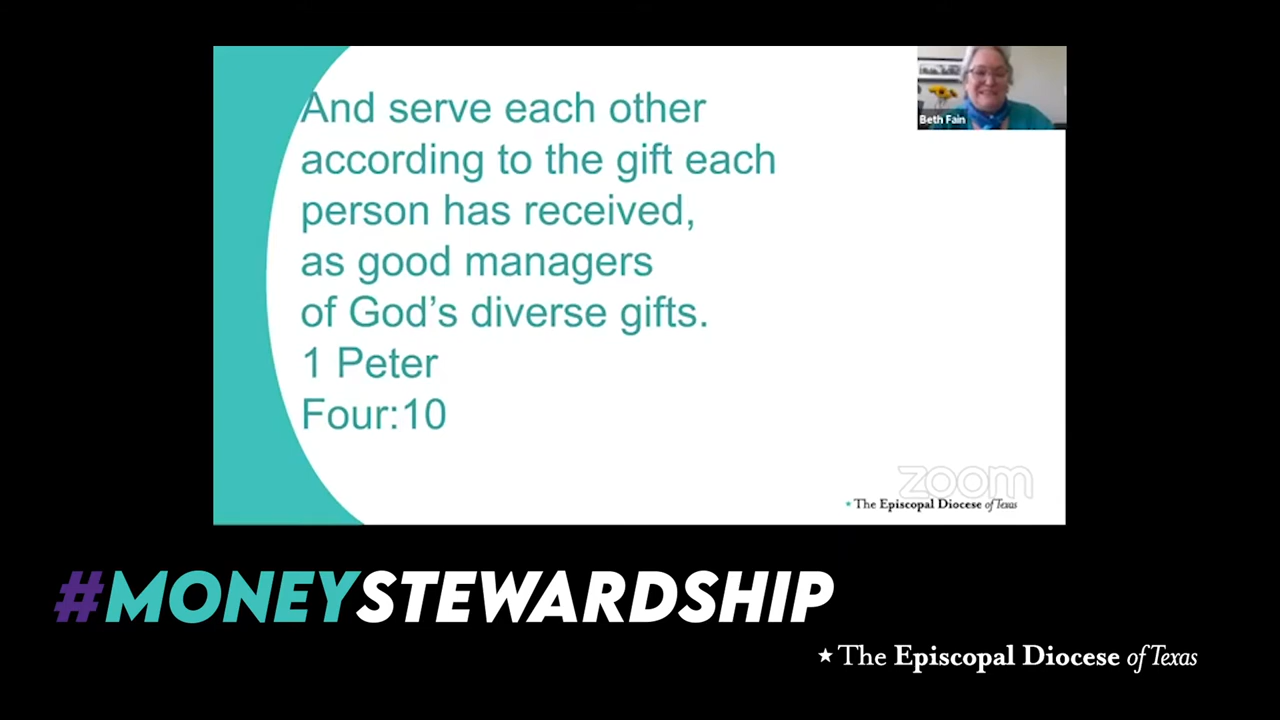 And serve each other
according to the gift each
person has received,
as good managers
of God’s diverse gifts.
1 Peter
Four:10
Beth Fain
zoom
The Episcopal Diocese of Texas
#MONEYSTEWARDSHIP
The Episcopal Diocese of Texas